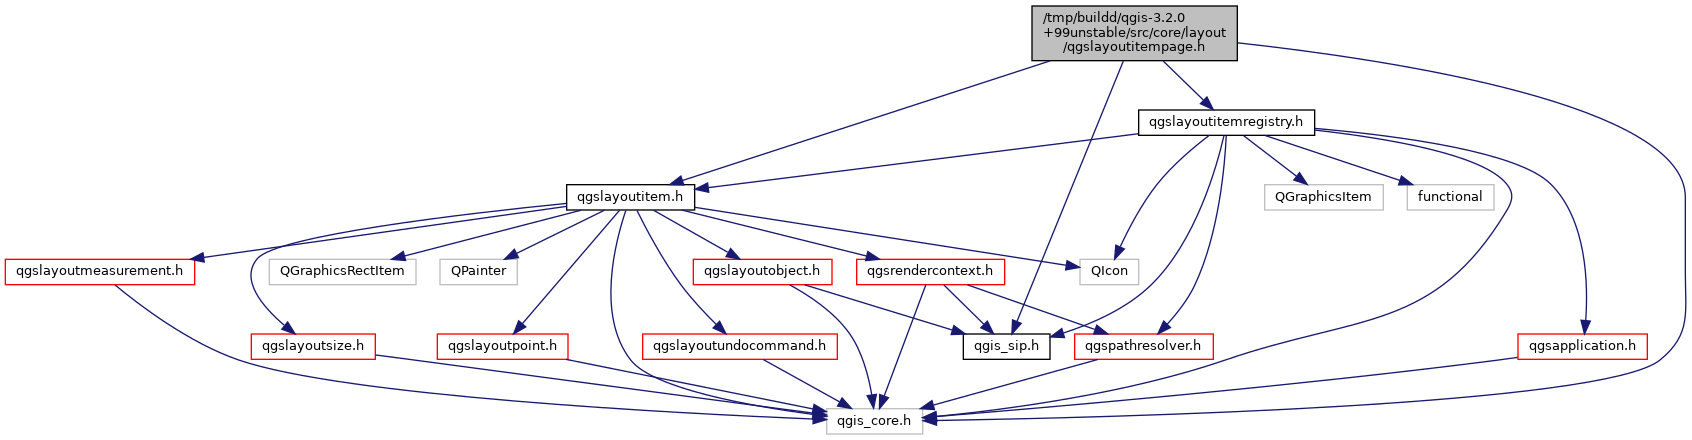 /tmp/buildd/qgis-3.2.0
+99unstable/src/core/layout
/qgslayoutitempage.h
qgslayoutitemregistry.h
qgslayoutitem.h
QGraphicsItem
functional
qgslayoutmeasurement.h
QGraphicsRectItem
QPainter
qgslayoutobject.h
qgsrendercontext.h
QIcon
qgslayoutsize.h
qgslayoutpoint.h
qgslayoutundocommand.h
qgis_sip.h
qgspathresolver.h
qgsapplication.h
qgis_core.h